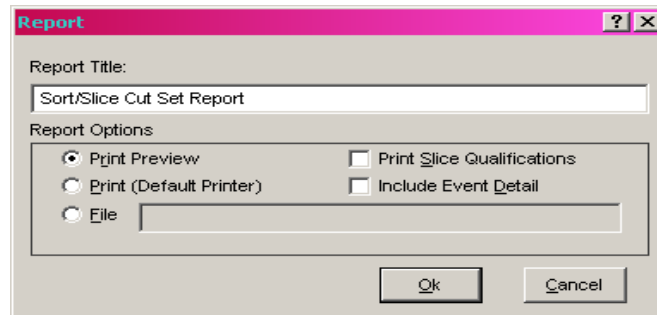 Report
Report Title:
Sort/Slice Cut Set Report
Report Options
Print Preview Print Slice Qualifications
Print (Default Printer) Include Event Detail
File
Ok Cancel